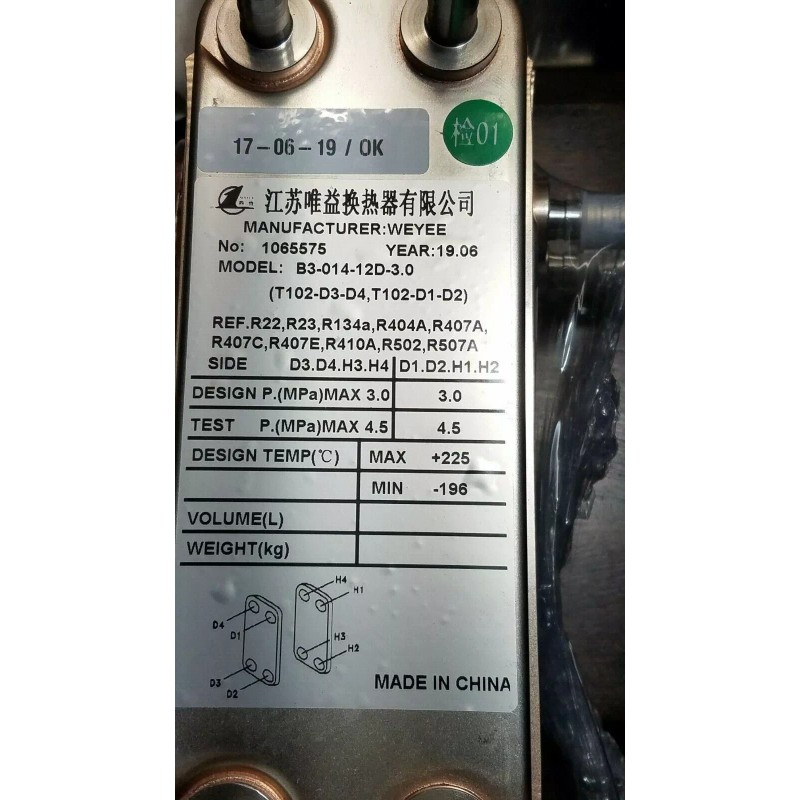 17-06-19 / OK
检01
江苏唯益换热器有限公司
MANUFACTURER:WEYEE
No: 1065575 YEAR:19.06
MODEL: B3-014-12D-3.0
(T102-D3-D4,T102-D1-D2)
REF.R22,R23,R134a,R404A,R407A,
R407C,R407E,R410A,R502,R507A
SIDE D3.D4.H3.H4 D1.D2.H1.H2
DESIGN P.(MPa)MAX 3.0 3.0
TEST P.(MPa)MAX 4.5 4.5
DESIGN TEMP(℃) MAX +225
MIN -196
VOLUME(L)
WEIGHT(kg)
H4
H1
D4
D1
H3
H2
D3
D2
MADE IN CHINA